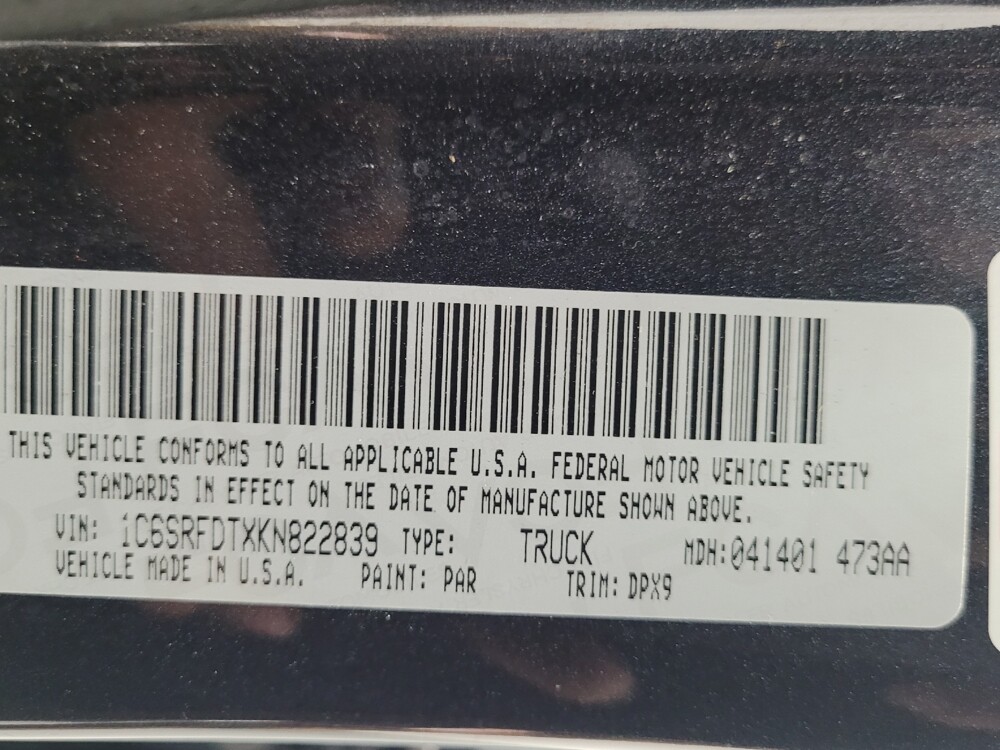 THIS VEHICLE CONFORMS TO ALL APPLICABLE U.S.A. FEDERAL MOTOR VEHICLE SAFETY
STANDARDS IN EFFECT ON THE DATE OF MANUFACTURE SHOWN ABOVE.
VIN: 1C6SRFDTXKN822839 TYPE: TRUCK MDH:041401 473AA
VEHICLE MADE IN U.S.A. PAINT: PAR TRIM: DPX9